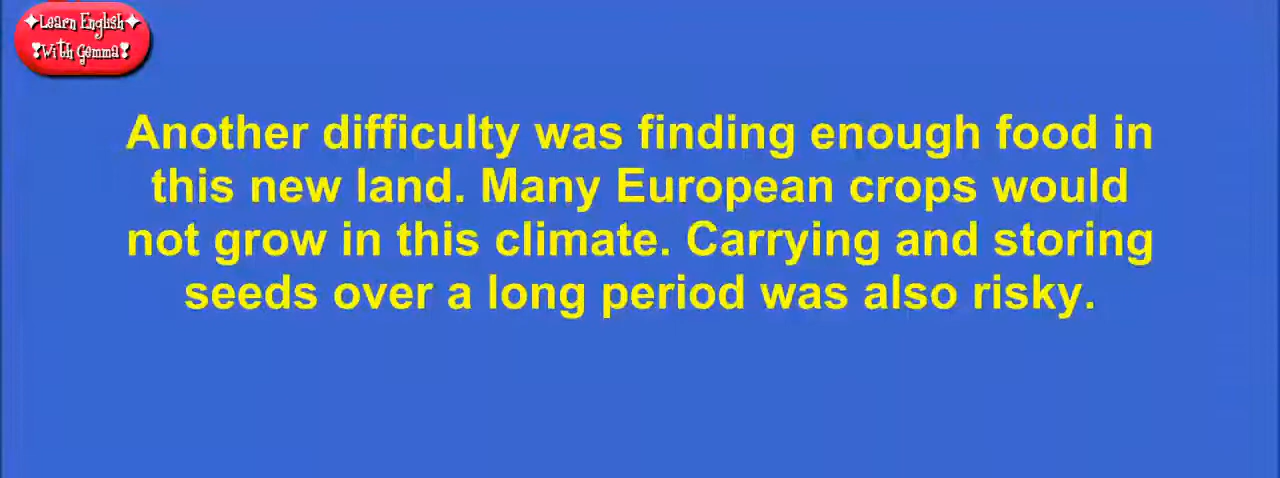 ✦Learn English✦
❣With Gemma❣
Another difficulty was finding enough food in
this new land. Many European crops would
not grow in this climate. Carrying and storing
seeds over a long period was also risky.